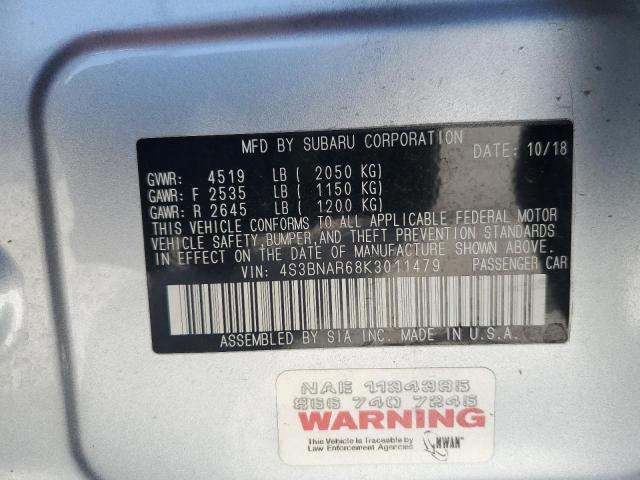 MFD BY SUBARU CORPORATION DATE: 10/18
GVWR: 4519 LB ( 2050 KG)
GAWR: F 2535 LB ( 1150 KG)
GAWR: R 2645 LB ( 1200 KG)
THIS VEHICLE CONFORMS TO ALL APPLICABLE FEDERAL MOTOR
VEHICLE SAFETY, BUMPER, AND THEFT PREVENTION STANDARDS
IN EFFECT ON THE DATE OF MANUFACTURE SHOWN ABOVE.
VIN: 4S3BNAR68K3011479 PASSENGER CAR
ASSEMBLED BY SIA INC. MADE IN U.S.A.
NAE 1134385
866 740 7245
WARNING
This Vehicle is Traceable by
Law Enforcement Agencies
NWAN™